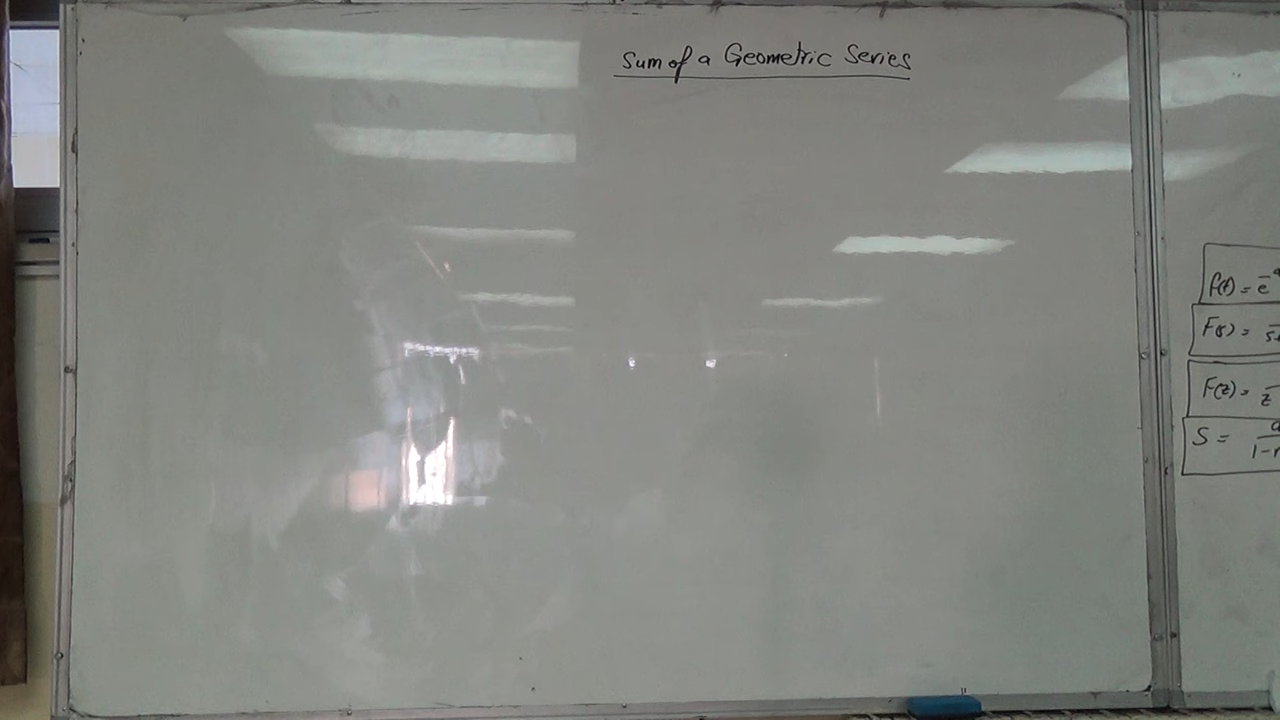 Sum of a Geometric Series
f(t) = e
F(s) =
F(z) =
S = a
1-r